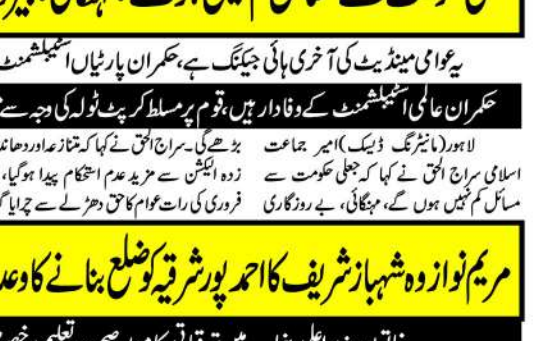 یہ عوامی مینڈیٹ کی آخری ہائی جیکنگ ہے، حکمران پارٹیاں اسٹیبلشمنٹ
حکمران عالمی اسٹیبلشمنٹ کے وفادار ہیں، قوم پر مسلط کرپٹ ٹولہ کی وجہ سے
لاہور (مانیٹرنگ ڈیسک) امیر جماعت
اسلامی سراج الحق نے کہا کہ جعلی حکومت سے
مسائل کم نہیں ہوں گے، مہنگائی، بے روزگاری
بڑھے گی۔ سراج الحق نے کہا کہ متنازعہ اور دھاند
زدہ الیکشن سے مزید عدم استحکام پیدا ہوگیا،
فروری کی رات عوام کا حق دھڑلے سے چرایا
مریم نواز وہ شہباز شریف کا احمد پور شرقیہ کو ضلع بنانے کا وعد